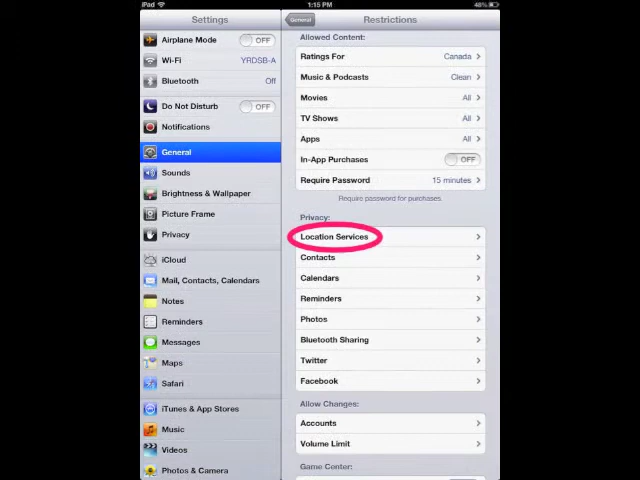 iPad 1:15 PM 48%
Settings
General Restrictions
Airplane Mode OFF
Wi-Fi YRDSB-A
Bluetooth Off
Do Not Disturb OFF
Notifications
General
Sounds
Brightness & Wallpaper
Picture Frame
Privacy
iCloud
Mail, Contacts, Calendars
Notes
Reminders
Messages
Maps
Safari
iTunes & App Stores
Music
Videos
Photos & Camera
Allowed Content:
Ratings For Canada
Music & Podcasts Clean
Movies All
TV Shows All
Apps All
In-App Purchases OFF
Require Password 15 minutes
Require password for purchases.
Privacy:
Location Services
Contacts
Calendars
Reminders
Photos
Bluetooth Sharing
Twitter
Facebook
Allow Changes:
Accounts
Volume Limit
Game Center: